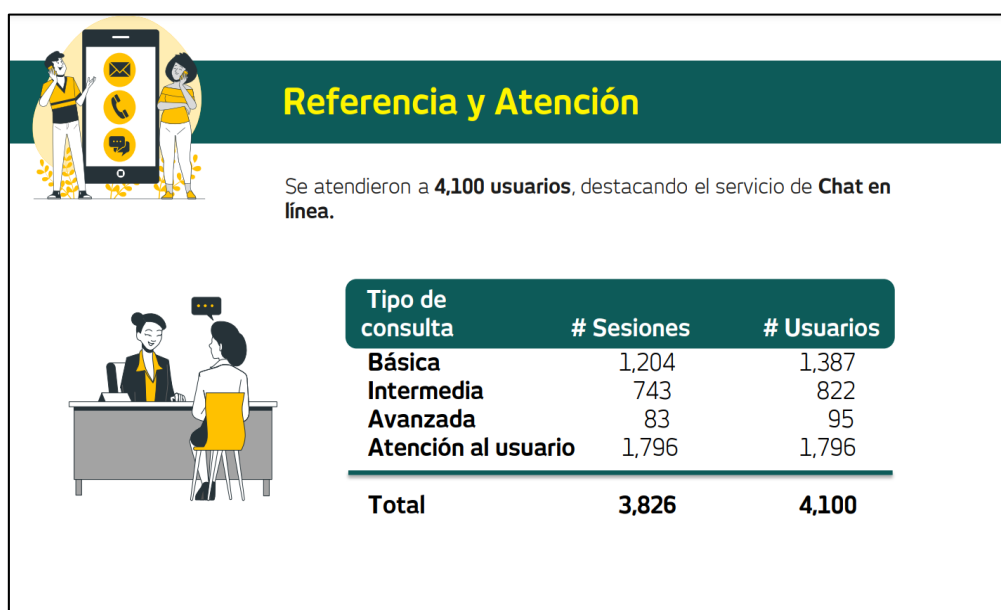 Referencia y Atención
Se atendieron a 4,100 usuarios, destacando el servicio de Chat en
línea.
Tipo de
consulta # Sesiones # Usuarios
Básica 1,204 1,387
Intermedia 743 822
Avanzada 83 95
Atención al usuario 1,796 1,796
Total 3,826 4,100